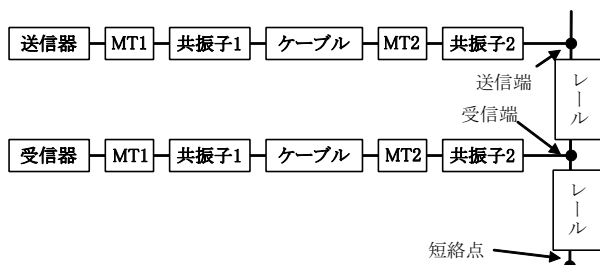 送信器 MT1 共振子1 ケーブル MT2 共振子2
送信端
レール
受信端
受信器 MT1 共振子1 ケーブル MT2 共振子2
レール
短絡点